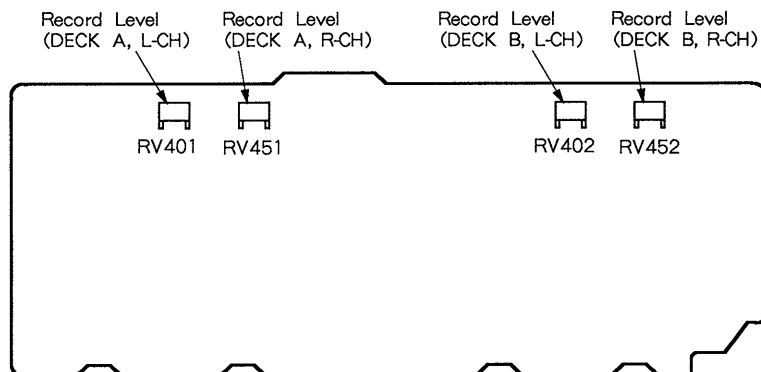 Record Level
(DECK A, L-CH)
Record Level
(DECK A, R-CH)
Record Level
(DECK B, L-CH)
Record Level
(DECK B, R-CH)
RV401
RV451
RV402
RV452